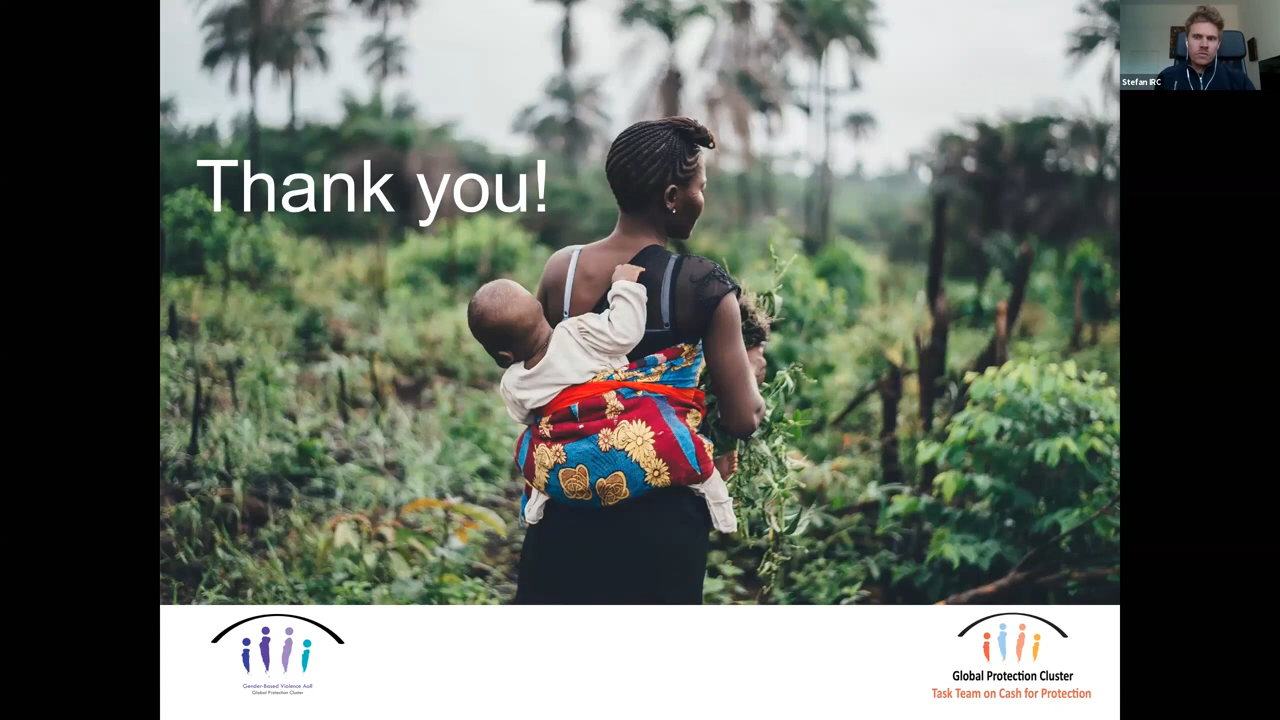 Stefan IRC
Thank you!
Gender-Based Violence AoR
Global Protection Cluster
Global Protection Cluster
Task Team on Cash for Protection